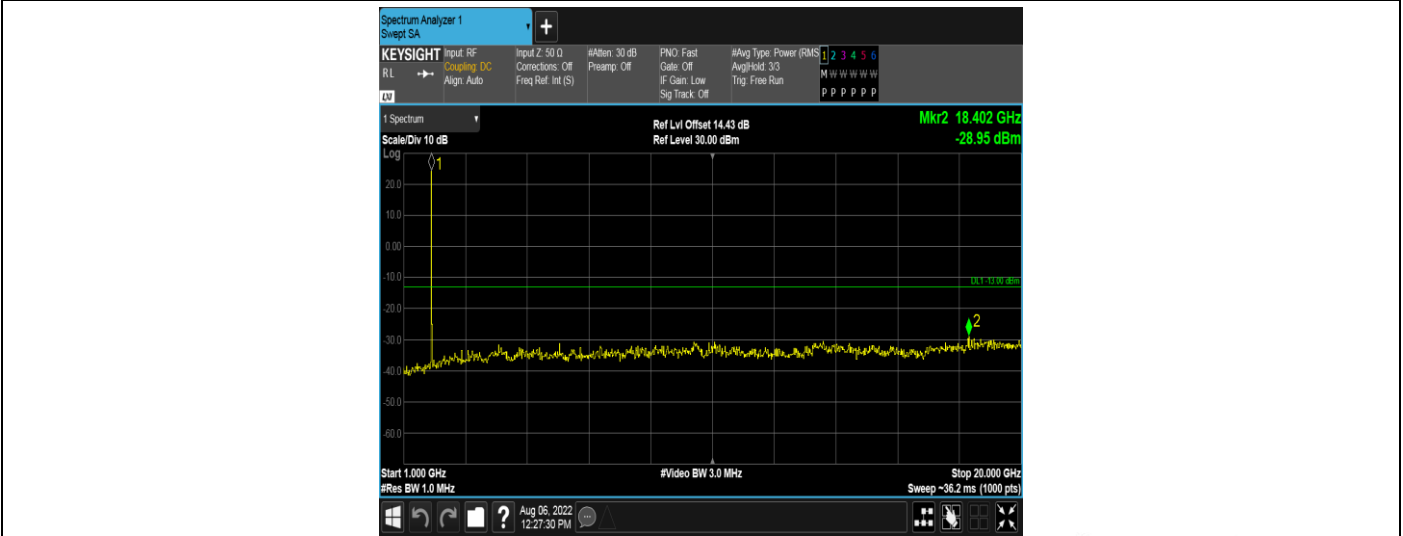 Spectrum Analyzer 1
Swept SA
+
KEYSIGHT
RL
LXI
Input: RF
Coupling: DC
Align: Auto
Input Z: 50 Ω
Corrections: Off
Freq Ref: Int (S)
#Atten: 30 dB
Preamp: Off
PNO: Fast
Gate: Off
IF Gain: Low
Sig Track: Off
#Avg Type: Power (RMS
Avg|Hold: 3/3
Trig: Free Run
1 2 3 4 5 6
M W W W W W
P P P P P P
1 Spectrum
Scale/Div 10 dB
Log
Ref Lvl Offset 14.43 dB
Ref Level 30.00 dBm
Mkr2 18.402 GHz
-28.95 dBm
1
20.0
10.0
0.00
-10.0
DL1 -13.00 dBm
-20.0
2
-30.0
-40.0
-50.0
-60.0
Start 1.000 GHz
#Video BW 3.0 MHz
Stop 20.000 GHz
#Res BW 1.0 MHz
Sweep ~36.2 ms (1000 pts)
?
Aug 06, 2022
12:27:30 PM